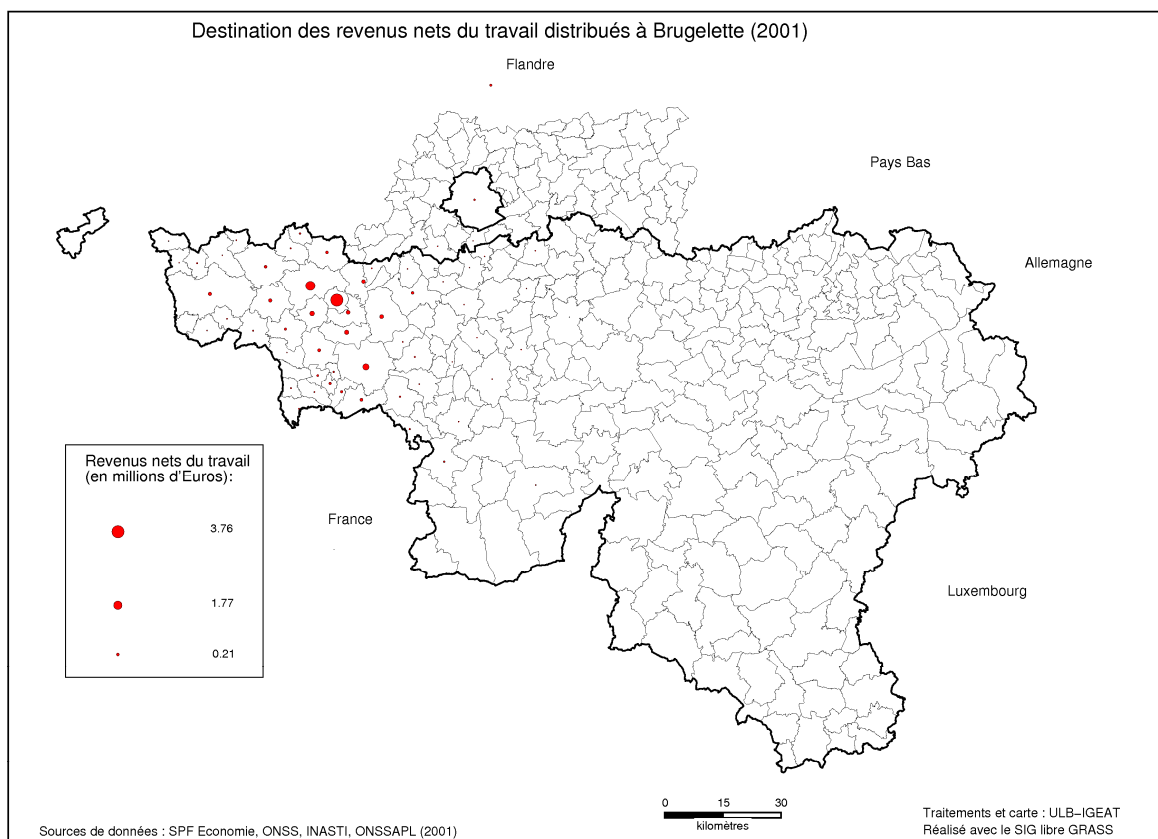 Destination des revenus nets du travail distribués à Brugelette (2001)
Flandre
Pays Bas
Allemagne
Revenus nets du travail
(en millions d'Euros):
3.76
1.77
0.21
France
Luxembourg
0 15 30
kilomètres
Sources de données : SPF Economie, ONSS, INASTI, ONSSAPL (2001)
Traitements et carte : ULB-IGEAT
Réalisé avec le SIG libre GRASS